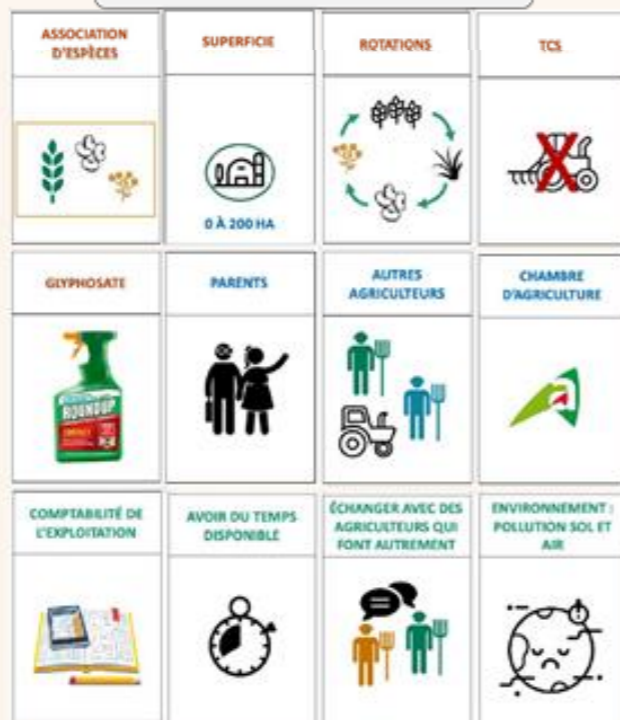 ASSOCIATION
D'ESPÈCES
SUPERFICIE
ROTATIONS
TCS
0 À 200 HA
GLYPHOSATE
PARENTS
AUTRES
AGRICULTEURS
CHAMBRE
D'AGRICULTURE
ROUNDUP
COMPTABILITÉ DE
L'EXPLOITATION
AVOIR DU TEMPS
DISPONIBLE
ÉCHANGER AVEC DES
AGRICULTEURS QUI
FONT AUTREMENT
ENVIRONNEMENT :
POLLUTION SOL ET
AIR